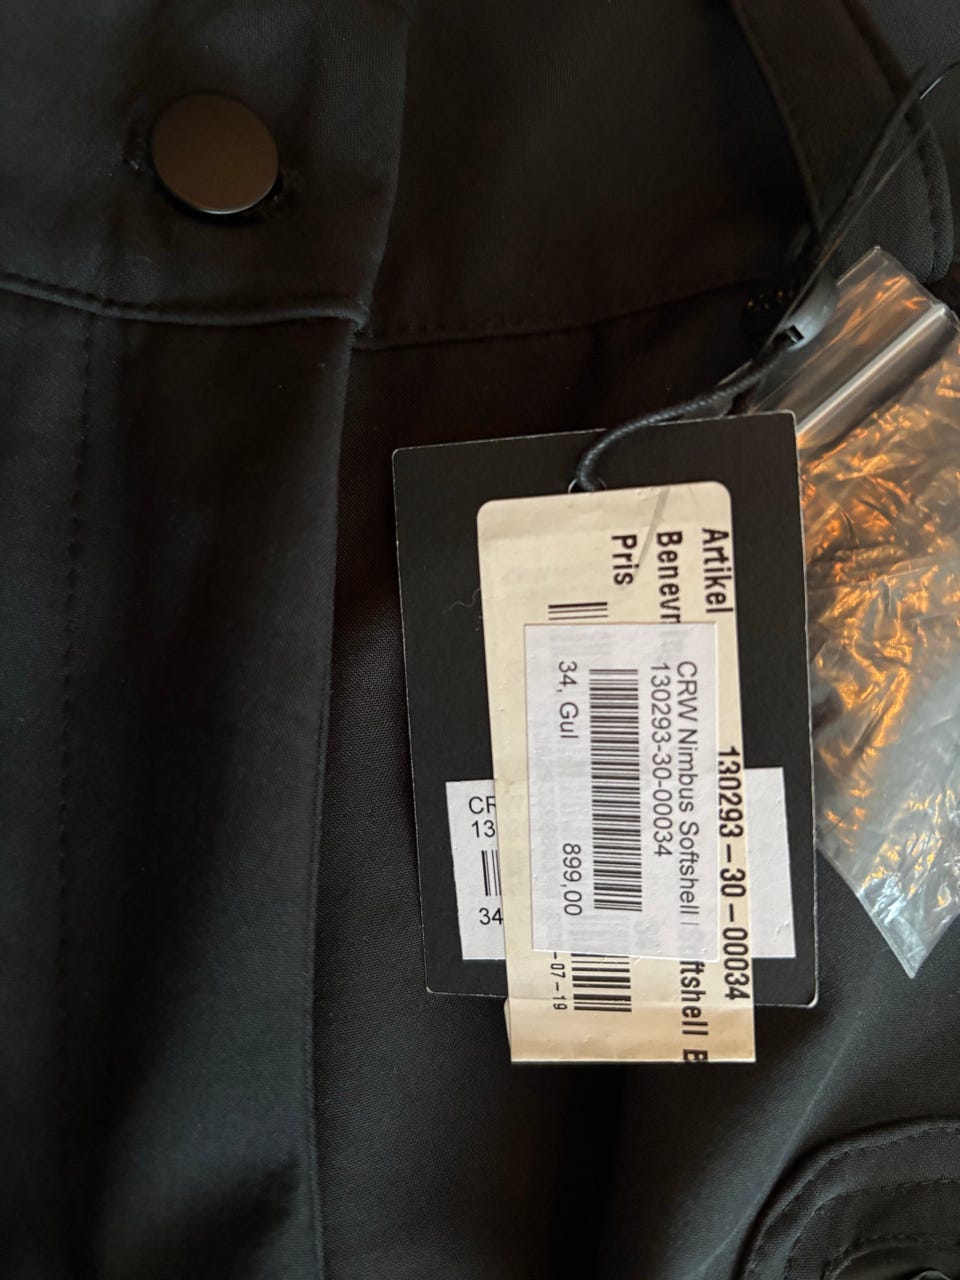 Artikel 130293-30-00034
Benevn ftshell B
Pris
-07-19
CRW Nimbus Softshell
130293-30-00034
34, Gul 899,00
CR
13
34